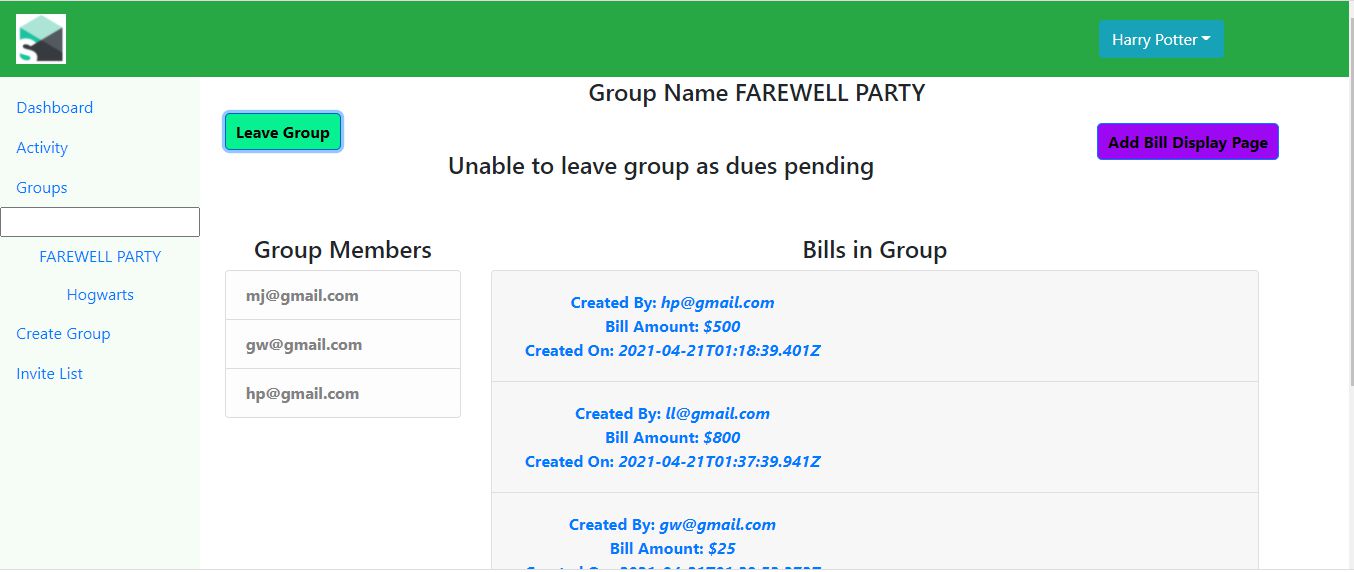 S
Harry Potter
Dashboard
Activity
Groups
FAREWELL PARTY
Hogwarts
Create Group
Invite List
Group Name FAREWELL PARTY
Leave Group
Add Bill Display Page
Unable to leave group as dues pending
Group Members
mj@gmail.com
gw@gmail.com
hp@gmail.com
Bills in Group
Created By: hp@gmail.com
Bill Amount: $500
Created On: 2021-04-21T01:18:39.401Z
Created By: ll@gmail.com
Bill Amount: $800
Created On: 2021-04-21T01:37:39.941Z
Created By: gw@gmail.com
Bill Amount: $25